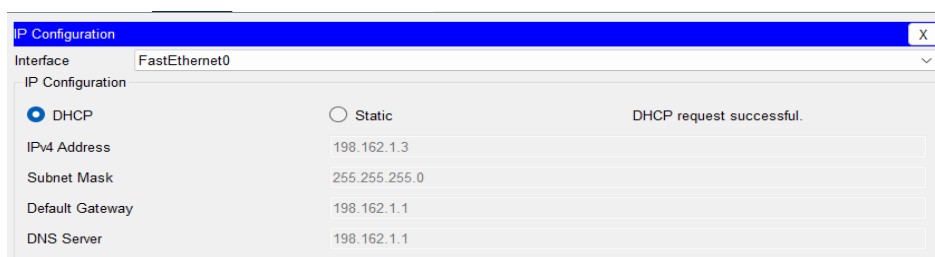 IP Configuration X
Interface FastEthernet0
IP Configuration
DHCP Static DHCP request successful.
IPv4 Address 198.162.1.3
Subnet Mask 255.255.255.0
Default Gateway 198.162.1.1
DNS Server 198.162.1.1